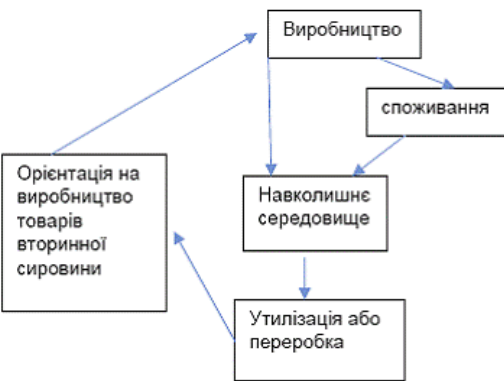 Виробництво
споживання
Орієнтація на
виробництво
товарів
вторинної
сировини
Навколишнє
середовище
Утилізація або
переробка